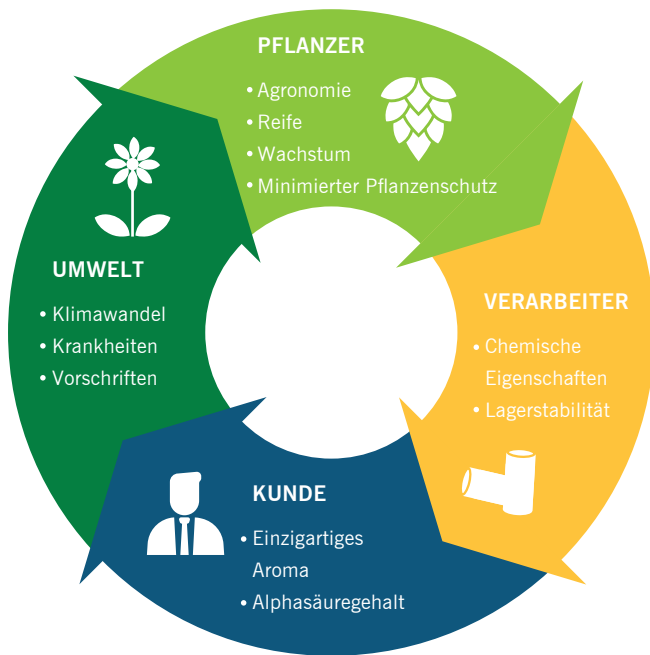 PFLANZER
• Agronomie
• Reife
• Wachstum
• Minimierter Pflanzenschutz
VERARBEITER
• Chemische
Eigenschaften
• Lagerstabilität
KUNDE
• Einzigartiges
Aroma
• Alphasäuregehalt
UMWELT
• Klimawandel
• Krankheiten
• Vorschriften